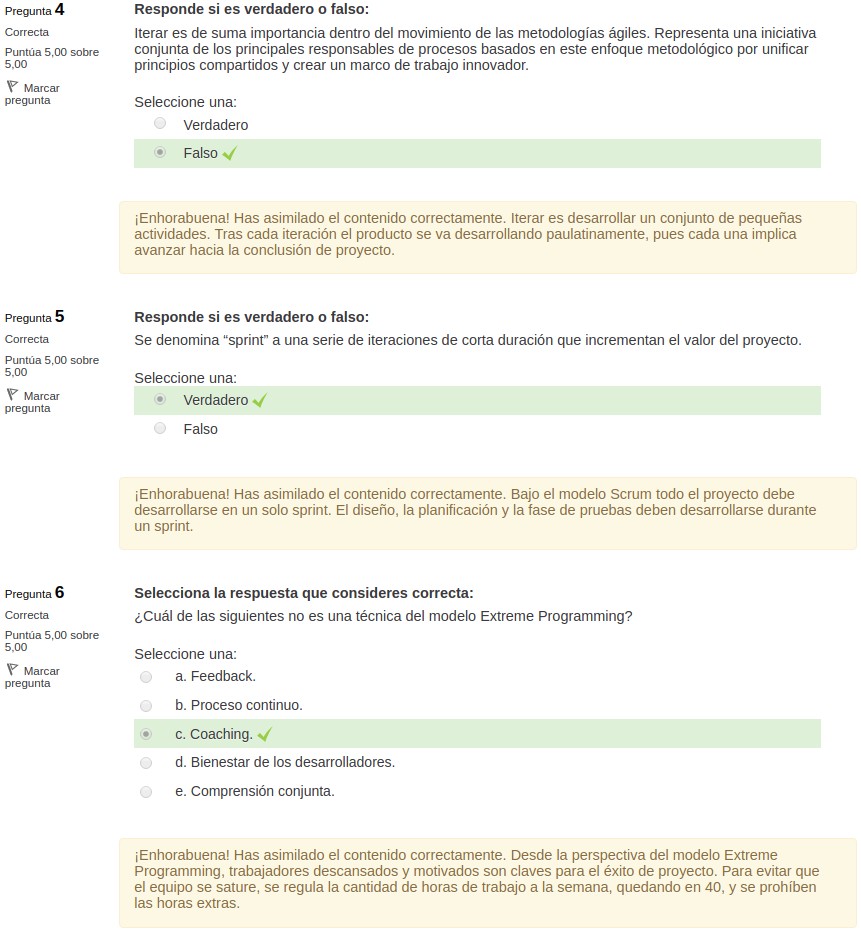 Pregunta 4
Correcta
Puntúa 5,00 sobre
5,00
Marcar
pregunta
Responde si es verdadero o falso:
Iterar es de suma importancia dentro del movimiento de las metodologías ágiles. Representa una iniciativa
conjunta de los principales responsables de procesos basados en este enfoque metodológico por unificar
principios compartidos y crear un marco de trabajo innovador.
Seleccione una:
Verdadero
Falso
¡Enhorabuena! Has asimilado el contenido correctamente. Iterar es desarrollar un conjunto de pequeñas
actividades. Tras cada iteración el producto se va desarrollando paulatinamente, pues cada una implica
avanzar hacia la conclusión de proyecto.
Pregunta 5
Correcta
Puntúa 5,00 sobre
5,00
Marcar
pregunta
Responde si es verdadero o falso:
Se denomina “sprint” a una serie de iteraciones de corta duración que incrementan el valor del proyecto.
Seleccione una:
Verdadero
Falso
¡Enhorabuena! Has asimilado el contenido correctamente. Bajo el modelo Scrum todo el proyecto debe
desarrollarse en un solo sprint. El diseño, la planificación y la fase de pruebas deben desarrollarse durante
un sprint.
Pregunta 6
Correcta
Puntúa 5,00 sobre
5,00
Marcar
pregunta
Selecciona la respuesta que consideres correcta:
¿Cuál de las siguientes no es una técnica del modelo Extreme Programming?
Seleccione una:
a. Feedback.
b. Proceso continuo.
c. Coaching.
d. Bienestar de los desarrolladores.
e. Comprensión conjunta.
¡Enhorabuena! Has asimilado el contenido correctamente. Desde la perspectiva del modelo Extreme
Programming, trabajadores descansados y motivados son claves para el éxito de proyecto. Para evitar que
el equipo se sature, se regula la cantidad de horas de trabajo a la semana, quedando en 40, y se prohíben
las horas extras.